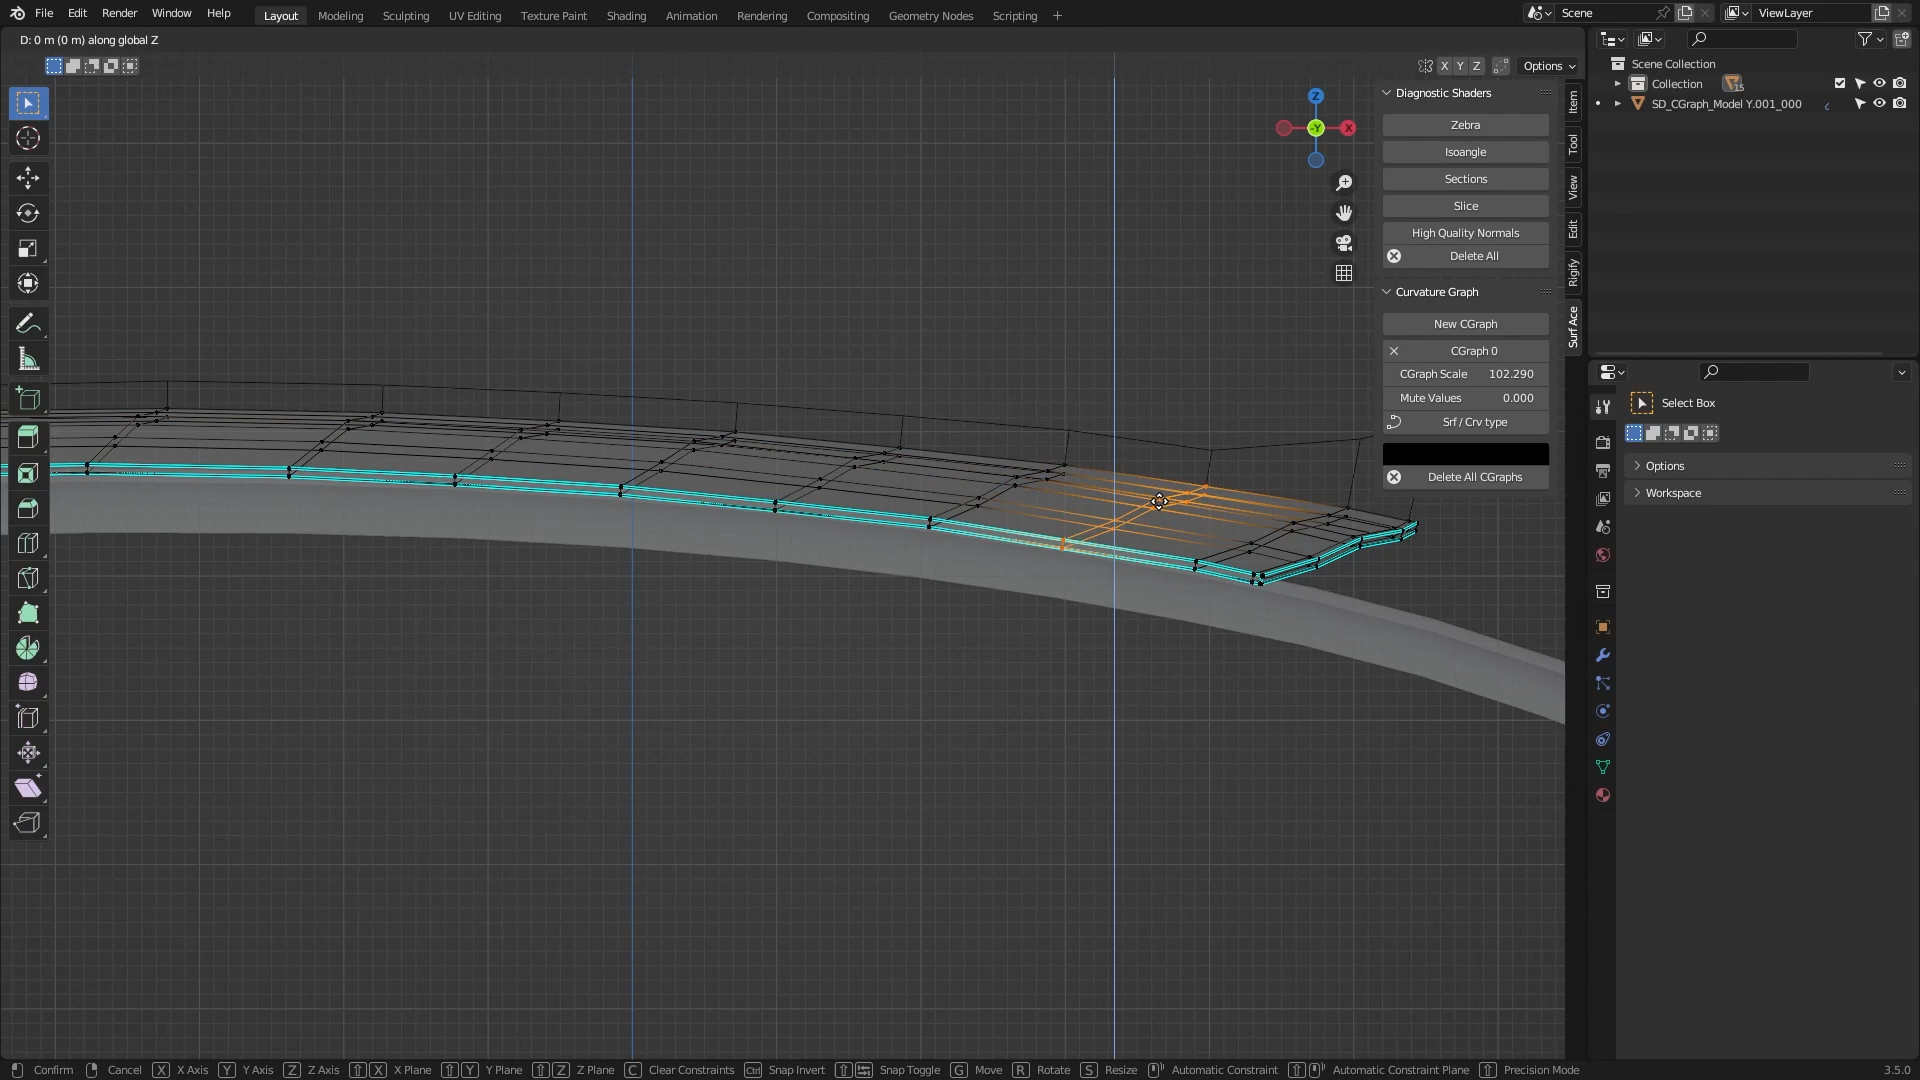 File Edit Render Window Help Layout Modeling Sculpting UV Editing Texture Paint Shading Animation Rendering Compositing Geometry Nodes Scripting + Scene ViewLayer
D: 0 m (0 m) along global Z
X Y Z Options
Z
-Y X
Diagnostic Shaders
Zebra
Isoangle
Sections
Slice
High Quality Normals
Delete All
Curvature Graph
New CGraph
CGraph 0
CGraph Scale 102.290
Mute Values 0.000
Srf / Crv type
Delete All CGraphs
Item
Tool
View
Edit
Rigify
Surf Ace
Scene Collection
Collection 15
SD_CGraph_Model Y.001_000
Select Box
Options
Workspace
Confirm Cancel X X Axis Y Y Axis Z Z Axis X X Plane Y Y Plane Z Z Plane C Clear Constraints Ctrl Snap Invert Snap Toggle G Move R Rotate S Resize Automatic Constraint Automatic Constraint Plane Precision Mode 3.5.0